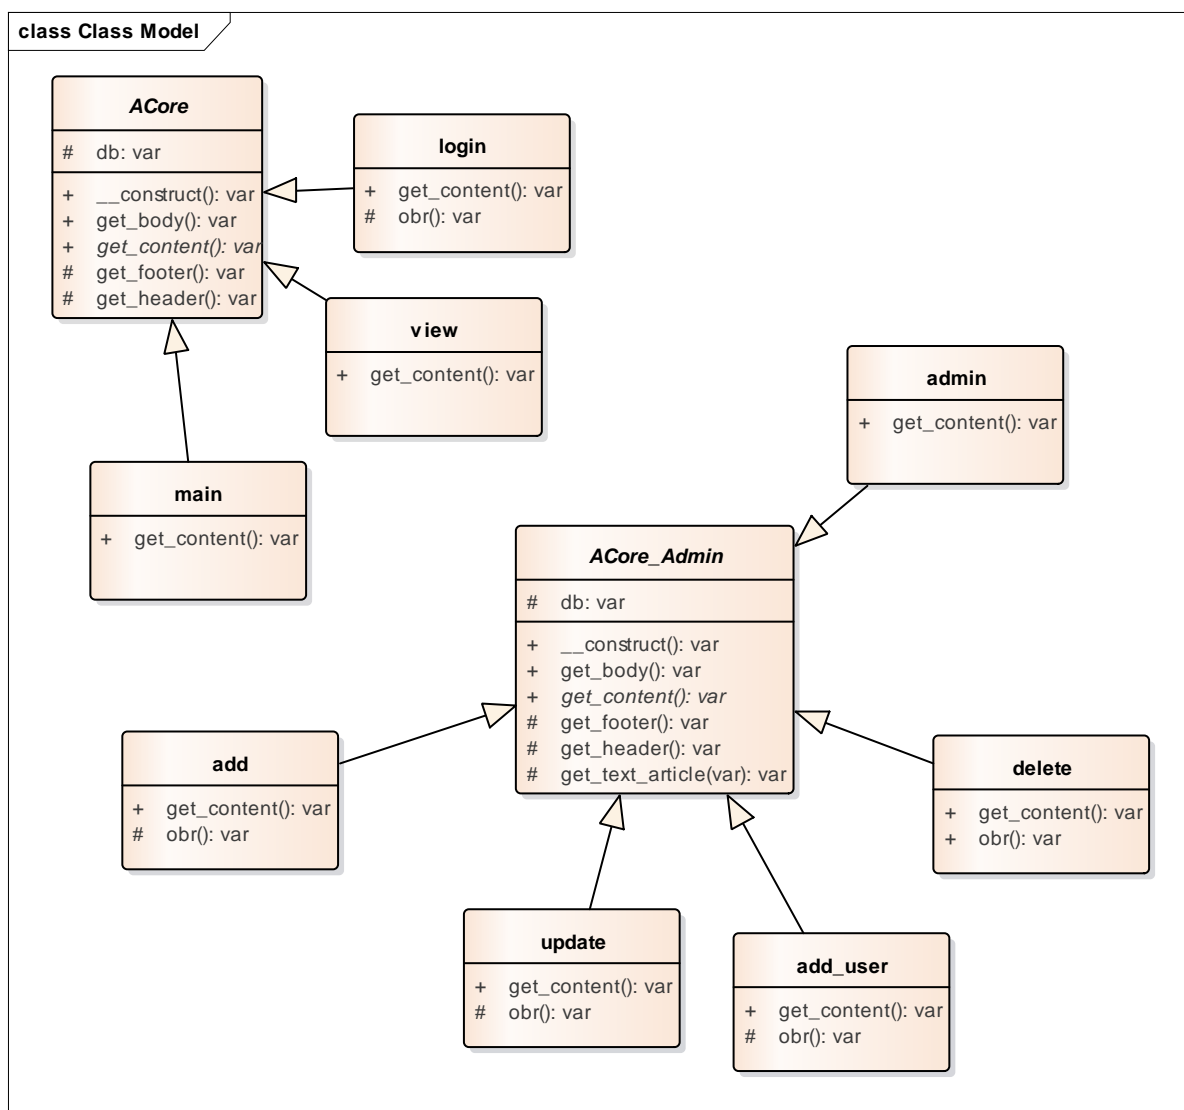 class Class Model
ACore
# db: var
+ __construct(): var
+ get_body(): var
+ get_content(): var
# get_footer(): var
# get_header(): var
login
+ get_content(): var
# obr(): var
view
+ get_content(): var
main
+ get_content(): var
admin
+ get_content(): var
ACore_Admin
# db: var
+ __construct(): var
+ get_body(): var
+ get_content(): var
# get_footer(): var
# get_header(): var
# get_text_article(var): var
add
+ get_content(): var
# obr(): var
delete
+ get_content(): var
+ obr(): var
update
+ get_content(): var
# obr(): var
add_user
+ get_content(): var
# obr(): var